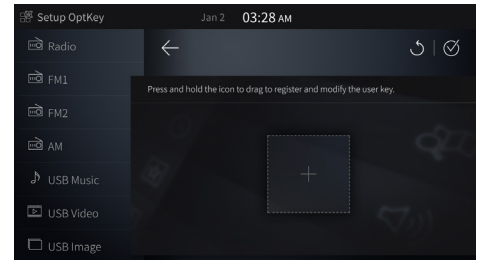 Setup OptKey
Jan 2 03:28 AM
Radio
FM1
FM2
AM
USB Music
USB Video
USB Image
Press and hold the icon to drag to register and modify the user key.